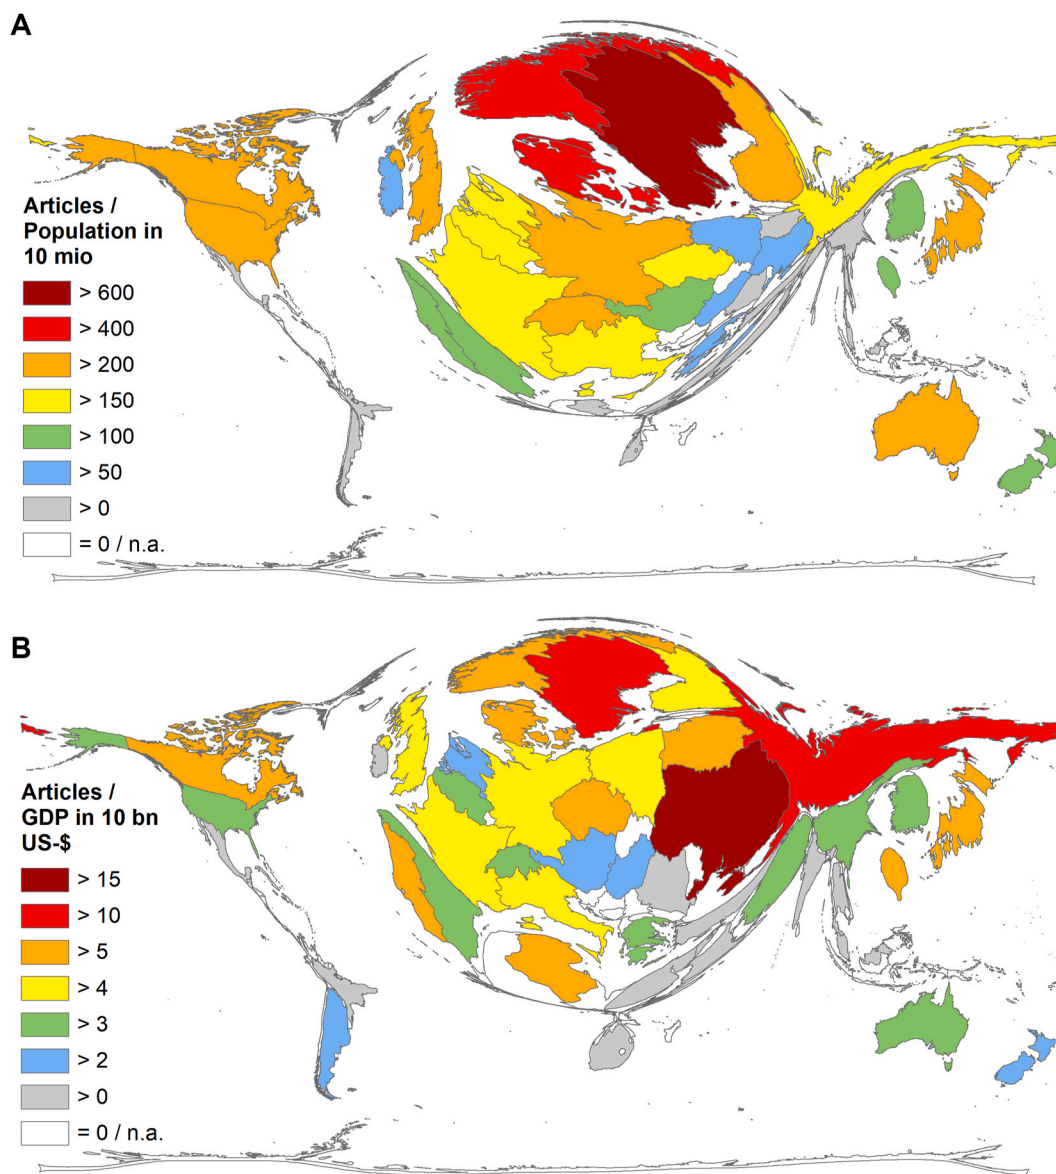 A
Articles /
Population in
10 mio
> 600
> 400
> 200
> 150
> 100
> 50
> 0
= 0 / n.a.
B
Articles /
GDP in 10 bn
US-$
> 15
> 10
> 5
> 4
> 3
> 2
> 0
= 0 / n.a.